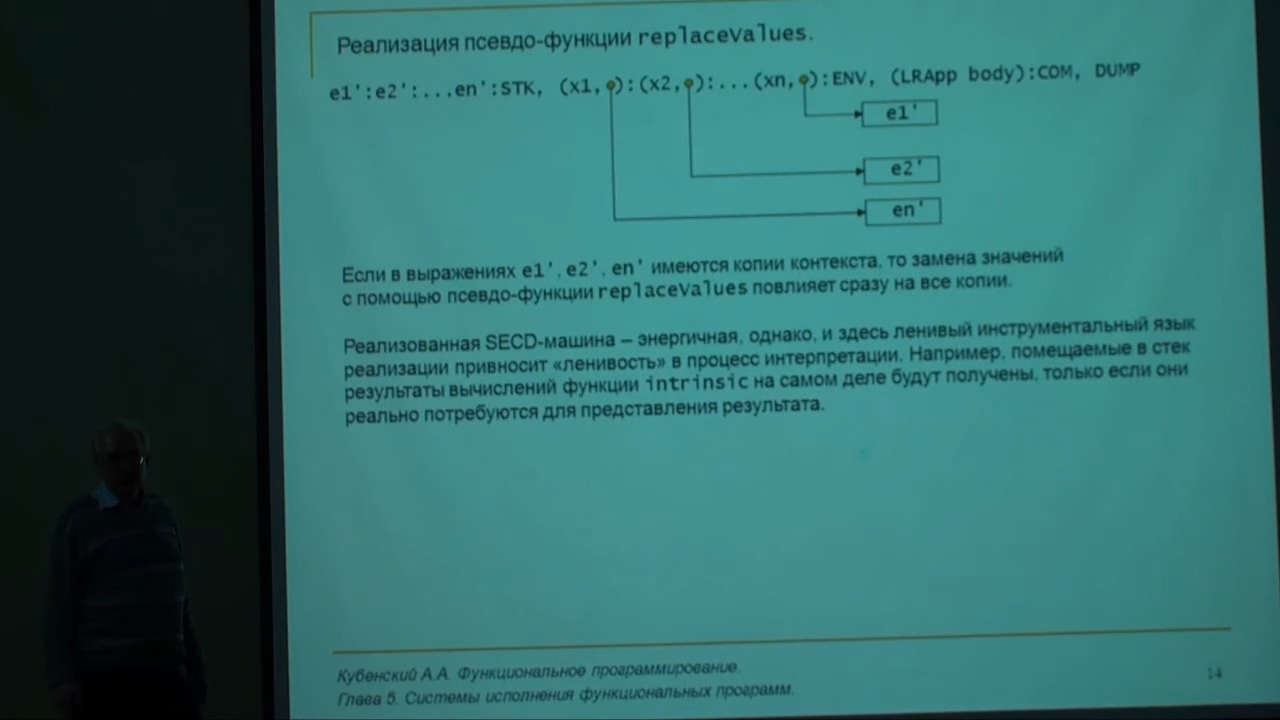 Реализация псевдо-функции replaceValues.
e1':e2':...en':STK, (x1, ):(x2, ):...(xn, ):ENV, (LRApp body):COM, DUMP
e1'
e2'
en'
Если в выражениях e1', e2', en' имеются копии контекста, то замена значений
с помощью псевдо-функции replaceValues повлияет сразу на все копии.
Реализованная SECD-машина – энергичная, однако, и здесь ленивый инструментальный язык
реализации привносит «ленивость» в процесс интерпретации. Например, помещаемые в стек
результаты вычислений функции intrinsic на самом деле будут получены, только если они
реально потребуются для представления результата.
Кубенский А.А. Функциональное программирование.
Глава 5. Системы исполнения функциональных программ.
14